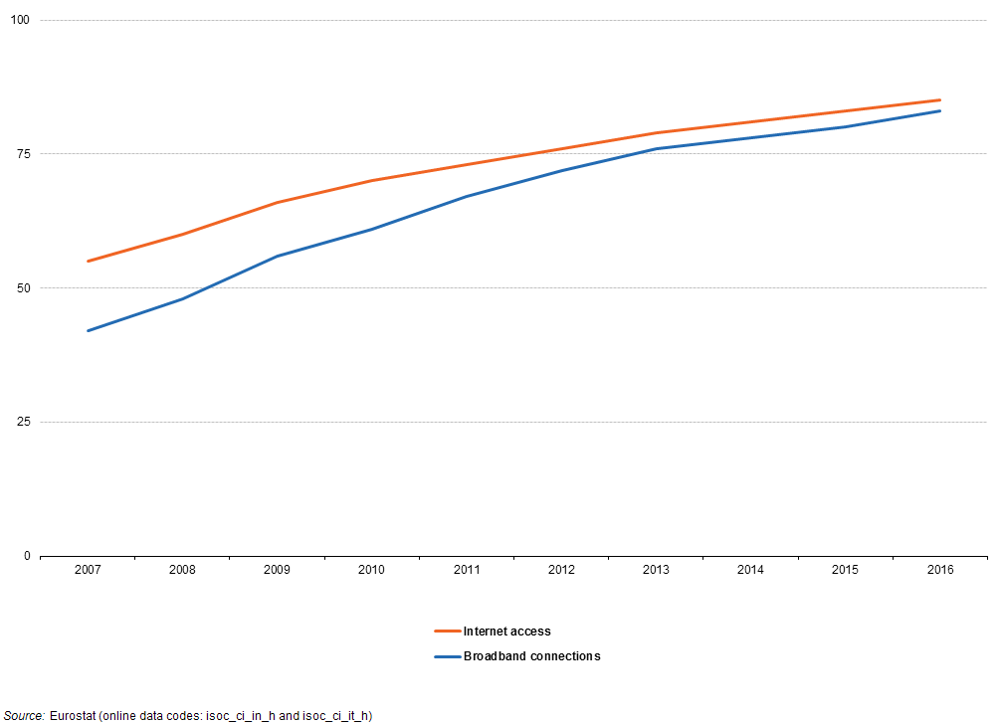 100
75
50
25
0
2007 2008 2009 2010 2011 2012 2013 2014 2015 2016
Internet access
Broadband connections
Source: Eurostat (online data codes: isoc_ci_in_h and isoc_ci_it_h)